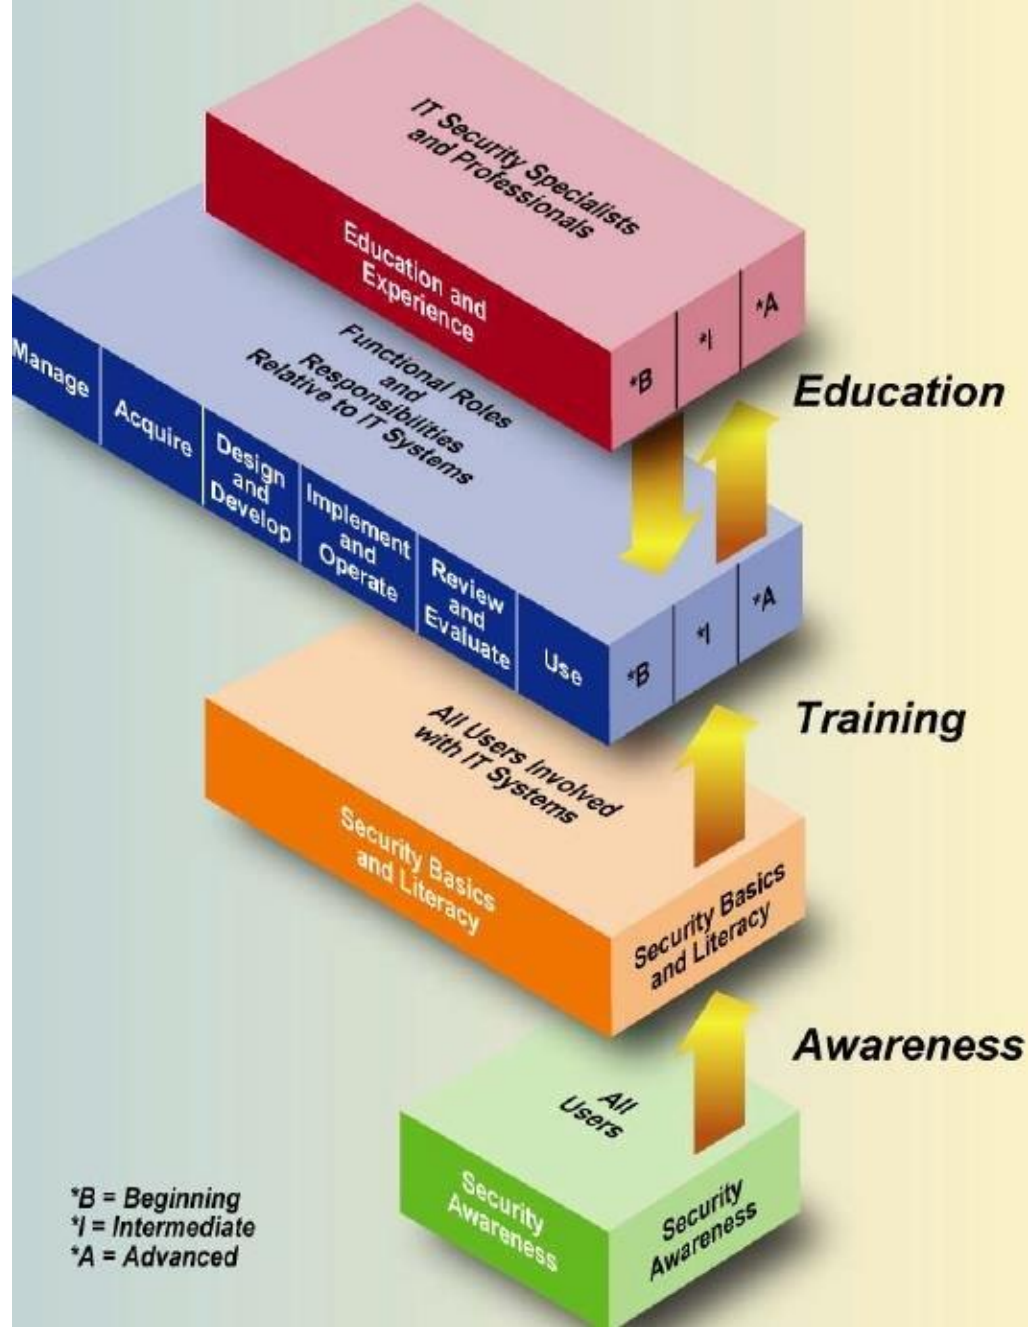 IT Security Specialists
and Professionals
Education and
Experience
*B
*I
*A
Education
Functional Roles
and
Responsibilities
Relative to IT Systems
Manage
Acquire
Design
and
Develop
Implement
and
Operate
Review
and
Evaluate
Use
*B
*I
*A
Training
All Users Involved
with IT Systems
Security Basics
and Literacy
Security Basics
and Literacy
Awareness
All
Users
Security
Awareness
Security
Awareness
*B = Beginning
*I = Intermediate
*A = Advanced